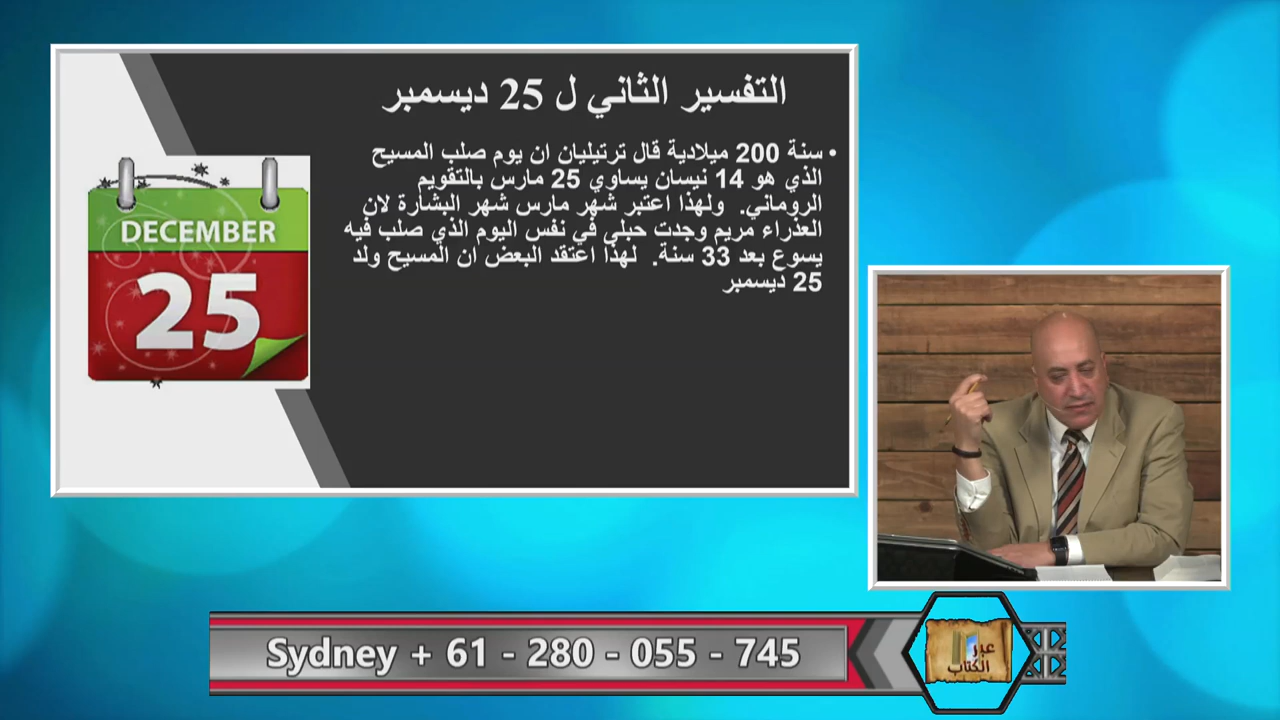 التفسير الثاني ل 25 ديسمبر
• سنة 200 ميلادية قال ترتيليان ان يوم صلب المسيح
الذي هو 14 نيسان يساوي 25 مارس بالتقويم
الروماني. ولهذا اعتبر شهر مارس شهر البشارة لان
العذراء مريم وجدت حبلى في نفس اليوم الذي صلب فيه
يسوع بعد 33 سنة. لهذا اعتقد البعض ان المسيح ولد
25 ديسمبر
DECEMBER
25
Sydney + 61 - 280 - 055 - 745
عبر
الكتاب